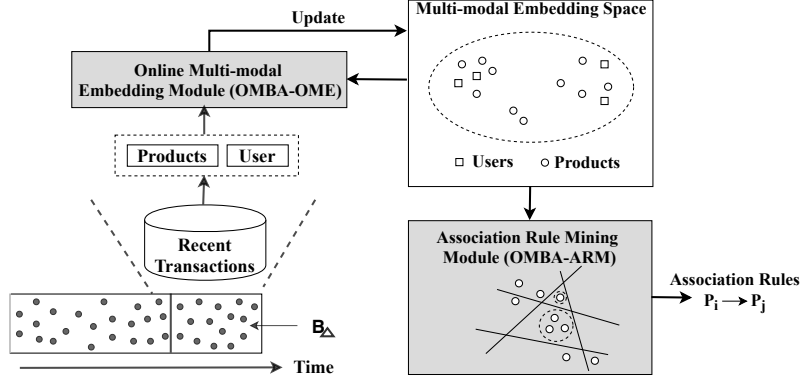 Update
Multi-modal Embedding Space
Online Multi-modal
Embedding Module (OMBA-OME)
Products
User
Users
Products
Recent
Transactions
Association Rule Mining
Module (OMBA-ARM)
Association Rules
Pi → Pj
B△
Time